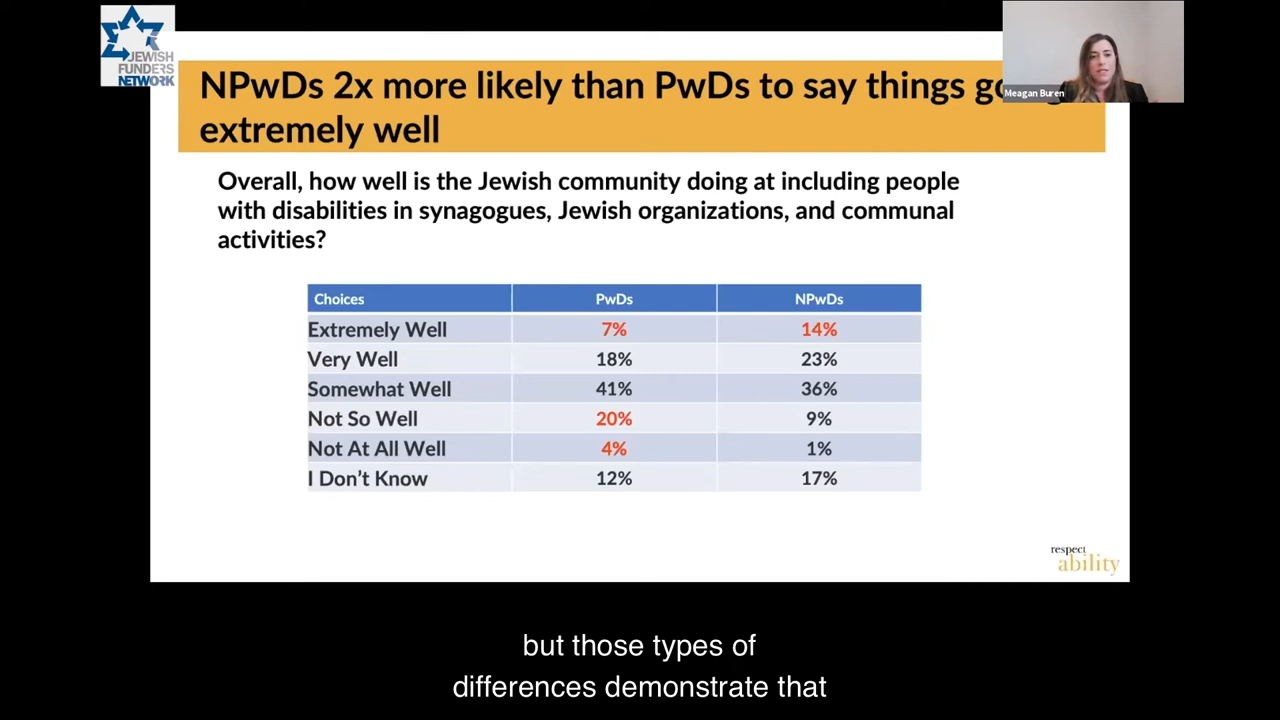 JEWISH
FUNDERS
NETWORK
NPwDs 2x more likely than PwDs to say things
extremely well
Meagan Buren
Overall, how well is the Jewish community doing at including people
with disabilities in synagogues, Jewish organizations, and communal
activities?
Choices PwDs NPwDs
Extremely Well 7% 14%
Very Well 18% 23%
Somewhat Well 41% 36%
Not So Well 20% 9%
Not At All Well 4% 1%
I Don't Know 12% 17%
respect
ability
but those types of
differences demonstrate that